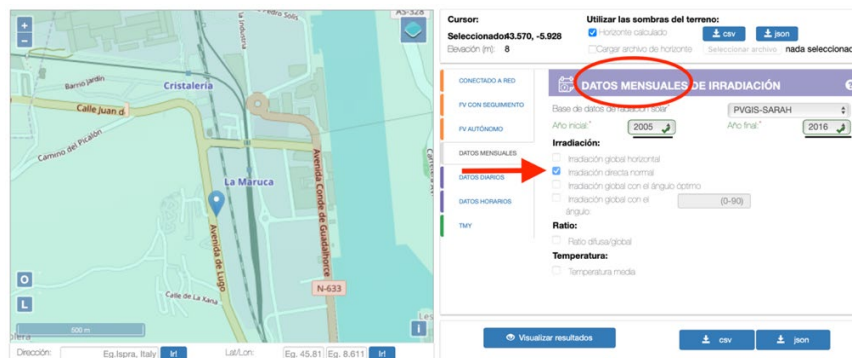 AS-328
Pedro Solís
la Industria
Barrio Jardín
Cristalería
Calle Juan d
Camino del Picalón
La Maruca
Avenida Conde de Guadalhorce
Avenida de Lugo
N-633
Calle de La Xana
Les
+
−
O
L
i
500 m
Dirección: Eg.Ispra, Italy Ir! Lat/Lon: Eg. 45.81 Eg. 8.611 Ir!
Cursor:
Utilizar las sombras del terreno:
Seleccionado:43.570, -5.928
Horizonte calculado csv json
Elevación (m): 8
Cargar archivo de horizonte Seleccionar archivo nada seleccionad
CONECTADO A RED
FV CON SEGUIMIENTO
FV AUTÓNOMO
DATOS MENSUALES
DATOS DIARIOS
DATOS HORARIOS
TMY
DATOS MENSUALES DE IRRADIACIÓN
Base de datos de radiación solar PVGIS-SARAH
Año inicial:* 2005 Año final:* 2016
Irradiación:
Irradiación global horizontal
Irradiación directa normal
Irradiación global con el ángulo óptimo
Irradiación global con el
ángulo: (0-90)
Ratio:
Ratio difusa/global
Temperatura:
Temperatura media
Visualizar resultados csv json